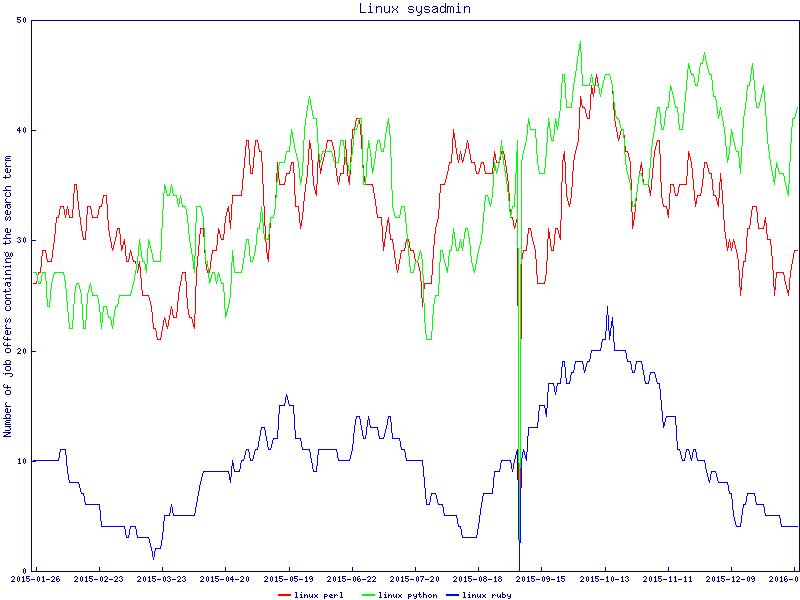 Linux sysadmin
Number of job offers containing the search term
50
40
30
20
10
0
2015-01-26 2015-02-23 2015-03-23 2015-04-20 2015-05-19 2015-06-22 2015-07-20 2015-08-18 2015-09-15 2015-10-13 2015-11-11 2015-12-09 2016-0
linux perl linux python linux ruby